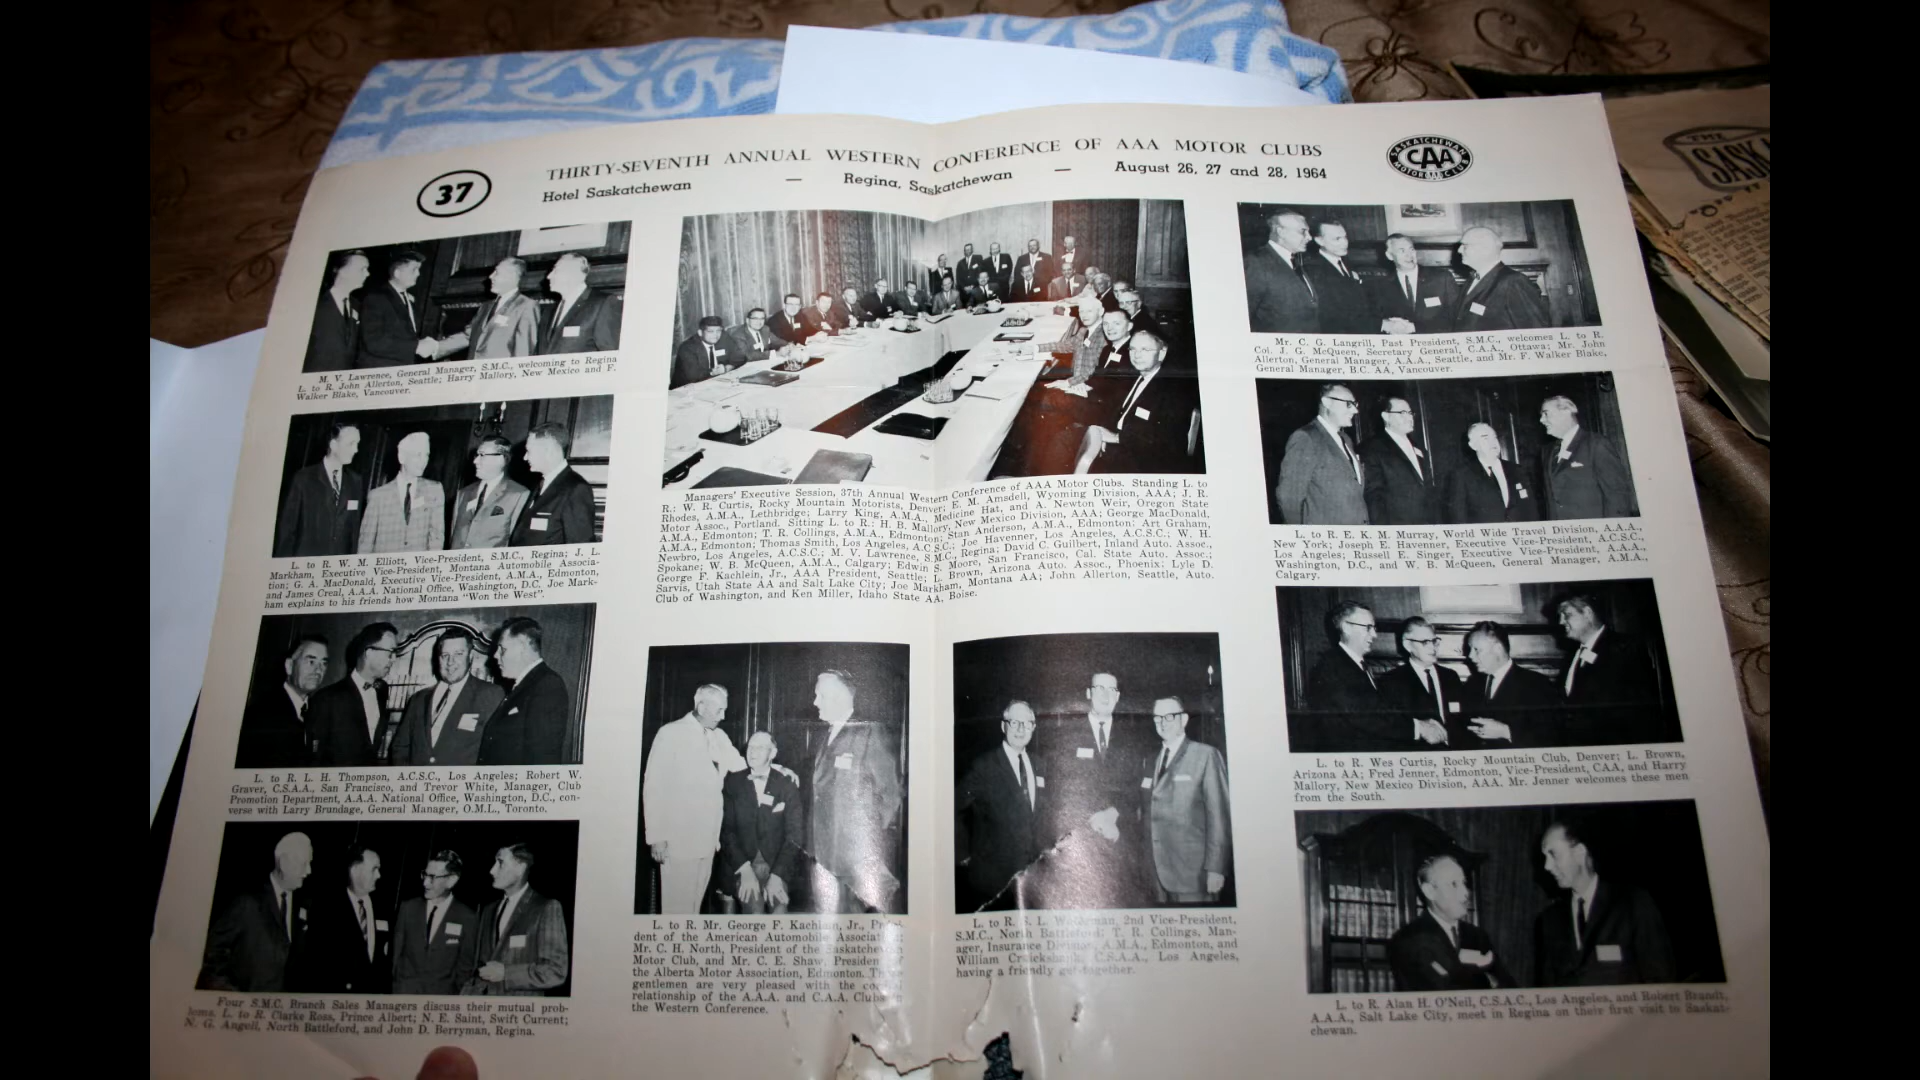 37
THIRTY-SEVENTH ANNUAL WESTERN CONFERENCE OF AAA MOTOR CLUBS
Hotel Saskatchewan — Regina, Saskatchewan — August 26, 27 and 28, 1964
SASKATCHEWAN
CAA
MOTOR CLUB
AAA
THE
M. V. Lawrence, General Manager, S.M.C., welcoming to Regina
L. to R. John Allerton, Seattle; Harry Mallory, New Mexico and F.
Walker Blake, Vancouver.
L. to R. W. M. Elliott, Vice-President, S.M.C., Regina; J. L.
Markham, Executive Vice-President, Montana Automobile Associa-
tion; G. A. MacDonald, Executive Vice-President, A.M.A., Edmonton,
and James Creal, A.A.A. National Office, Washington, D.C. Joe Mark-
ham explains to his friends how Montana "Won the West".
L. to R. L. H. Thompson, A.C.S.C., Los Angeles; Robert W.
Graver, C.S.A.A., San Francisco, and Trevor White, Manager, Club
Promotion Department, A.A.A. National Office, Washington, D.C., con-
verse with Larry Brundage, General Manager, O.M.L., Toronto.
Four S.M.C. Branch Sales Managers discuss their mutual prob-
lems. L. to R. Clarke Ross, Prince Albert; N. E. Saint, Swift Current;
N. G. Angell, North Battleford, and John D. Berryman, Regina.
Managers' Executive Session, 37th Annual Western Conference of AAA Motor Clubs. Standing L. to
R.: W. R. Curtis, Rocky Mountain Motorists, Denver; E. M. Amsdell, Wyoming Division, AAA; J. R.
Rhodes, A.M.A., Lethbridge; Larry King, A.M.A., Medicine Hat, and A. Newton Weir, Oregon State
Motor Assoc., Portland. Sitting L. to R.: H. B. Mallory, New Mexico Division, AAA; George MacDonald,
A.M.A., Edmonton; T. R. Collings, A.M.A., Edmonton; Stan Anderson, A.M.A., Edmonton; Art Graham,
A.M.A., Edmonton; Thomas Smith, Los Angeles, A.C.S.C.; Joe Havenner, Los Angeles, A.C.S.C.; W. H.
Newbro, Los Angeles, A.C.S.C.; M. V. Lawrence, S.M.C., Regina; David C. Guilbert, Inland Auto. Assoc.,
Spokane; W. B. McQueen, A.M.A., Calgary; Edwin S. Moore, San Francisco, Cal. State Auto. Assoc.;
George F. Kachlein, Jr., AAA President, Seattle; L. Brown, Arizona Auto. Assoc., Phoenix; Lyle D.
Sarvis, Utah State AA and Salt Lake City; Joe Markham, Montana AA; John Allerton, Seattle, Auto.
Club of Washington, and Ken Miller, Idaho State AA, Boise.
L. to R. Mr. George F. Kachlein, Jr., Presi-
dent of the American Automobile Association;
Mr. C. H. North, President of the Saskatchewan
Motor Club, and Mr. C. E. Shaw, President of
the Alberta Motor Association, Edmonton. These
gentlemen are very pleased with the
relationship of the A.A.A. and C.A.A. Clubs in
the Western Conference.
L. to R. L. 2nd Vice-President,
S.M.C., North Battleford; T. R. Collings, Man-
ager, Insurance Division, A.M.A., Edmonton, and
William Cruickshank, C.S.A.A., Los Angeles,
having a friendly get-together.
Mr. C. G. Langrill, Past President, S.M.C., welcomes L. to R.
Col. J. G. McQueen, Secretary General, C.A.A., Ottawa; Mr. John
Allerton, General Manager, A.A.A., Seattle, and Mr. F. Walker Blake,
General Manager, B.C. AA, Vancouver.
L. to R. E. K. M. Murray, World Wide Travel Division, A.A.A.,
New York; Joseph E. Havenner, Executive Vice-President, A.C.S.C.,
Los Angeles; Russell E. Singer, Executive Vice-President, A.A.A.,
Washington, D.C., and W. B. McQueen, General Manager, A.M.A.,
Calgary.
L. to R. Wes Curtis, Rocky Mountain Club, Denver; L. Brown,
Arizona AA; Fred Jenner, Edmonton, Vice-President, CAA, and Harry
Mallory, New Mexico Division, AAA. Mr. Jenner welcomes these men
from the South.
L. to R. Alan H. O'Neil, C.S.A.C., Los Angeles, and Robert Brandt,
A.A.A., Salt Lake City, meet in Regina on their first visit to Saskat-
chewan.